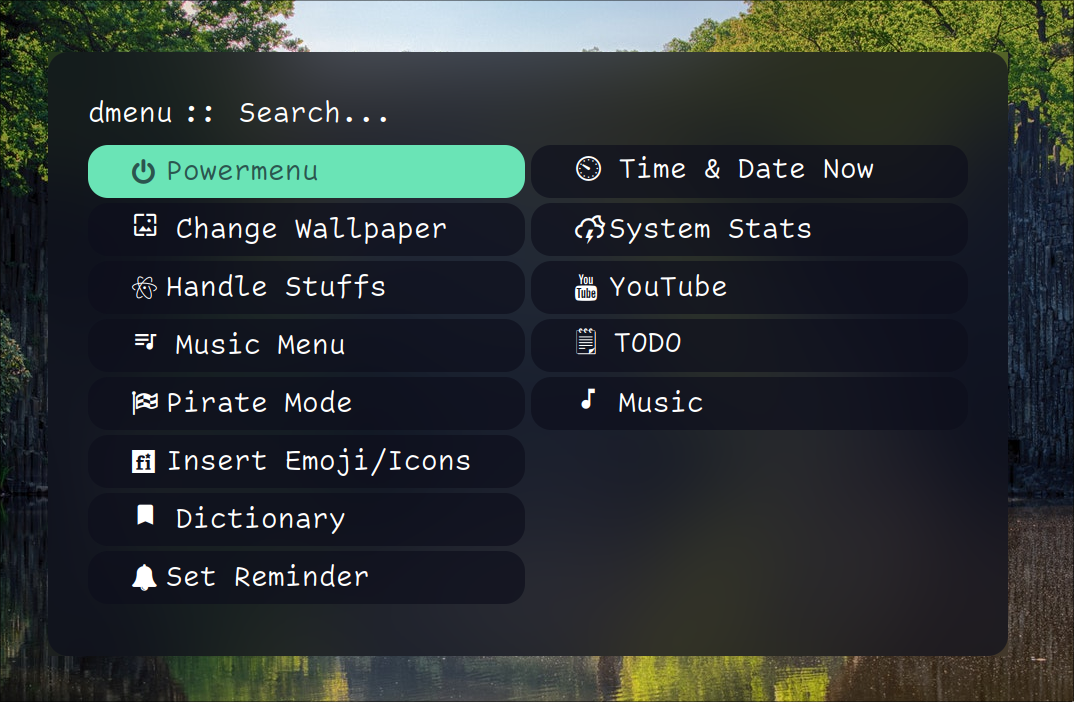 dmenu :: Search...
Powermenu
Change Wallpaper
Handle Stuffs
Music Menu
Pirate Mode
fi Insert Emoji/Icons
Dictionary
Set Reminder
Time & Date Now
System Stats
You
Tube YouTube
TODO
Music